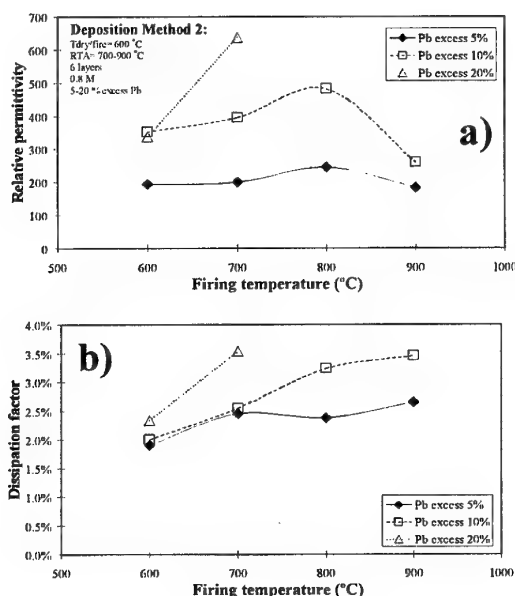 700
600
500
400
300
200
100
0
Relative permittivity
Deposition Method 2:
Tdry/fire= 600 °C
RTA= 700-900 °C
6 layers
0.8 M
5-20 % excess Pb
Pb excess 5%
Pb excess 10%
Pb excess 20%
a)
500
600
700
800
900
1000
Firing temperature (°C)
4.0%
3.5%
3.0%
2.5%
2.0%
1.5%
1.0%
0.5%
0.0%
Dissipation factor
b)
Pb excess 5%
Pb excess 10%
Pb excess 20%
500
600
700
800
900
1000
Firing temperature (°C)